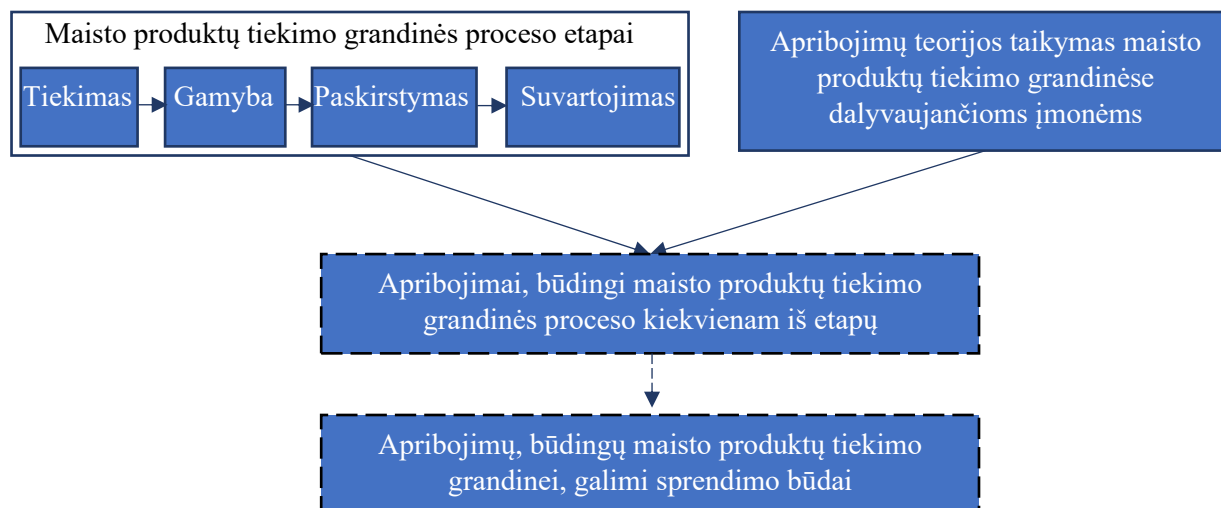 Maisto produktų tiekimo grandinės proceso etapai
Tiekimas
Gamyba
Paskirstymas
Suvartojimas
Apribojimų teorijos taikymas maisto
produktų tiekimo grandinėse
dalyvaujančioms įmonėms
Apribojimai, būdingi maisto produktų tiekimo
grandinės proceso kiekvienam iš etapų
Apribojimų, būdingų maisto produktų tiekimo
grandinei, galimi sprendimo būdai